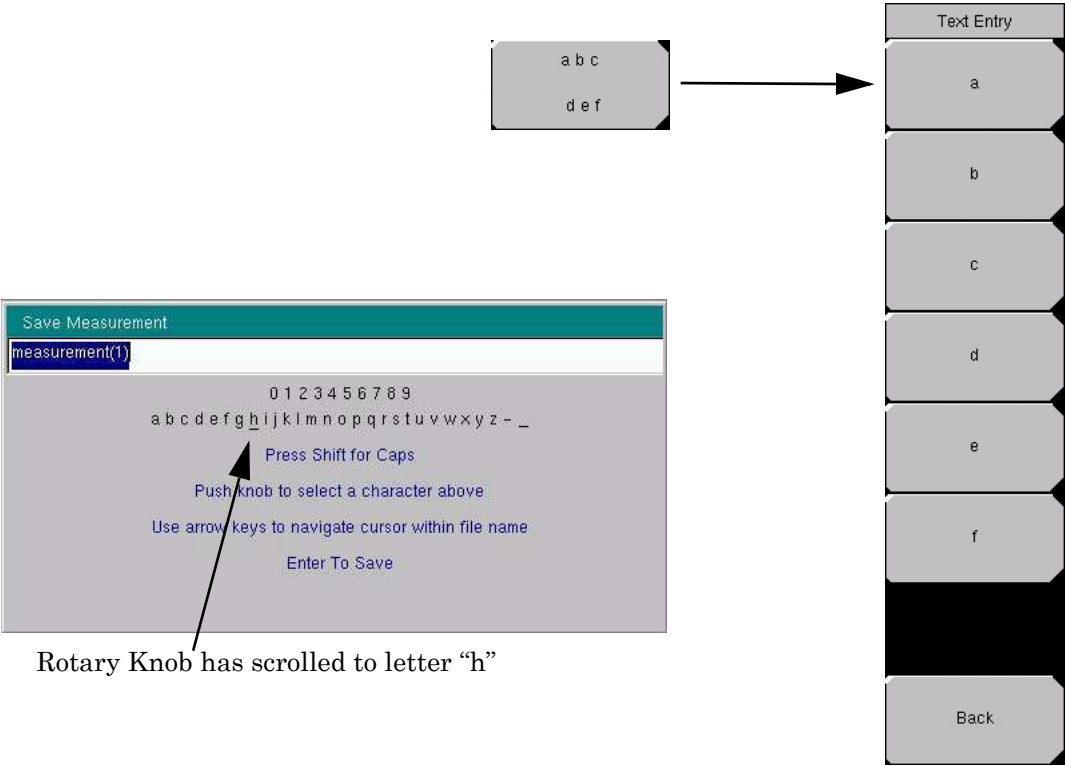 a b c
d e f
Text Entry
a
b
c
d
e
f
Back
Save Measurement
measurement(1)
0 1 2 3 4 5 6 7 8 9
a b c d e f g h i j k l m n o p q r s t u v w x y z - _
Press Shift for Caps
Push knob to select a character above
Use arrow keys to navigate cursor within file name
Enter To Save
Rotary Knob has scrolled to letter “h”